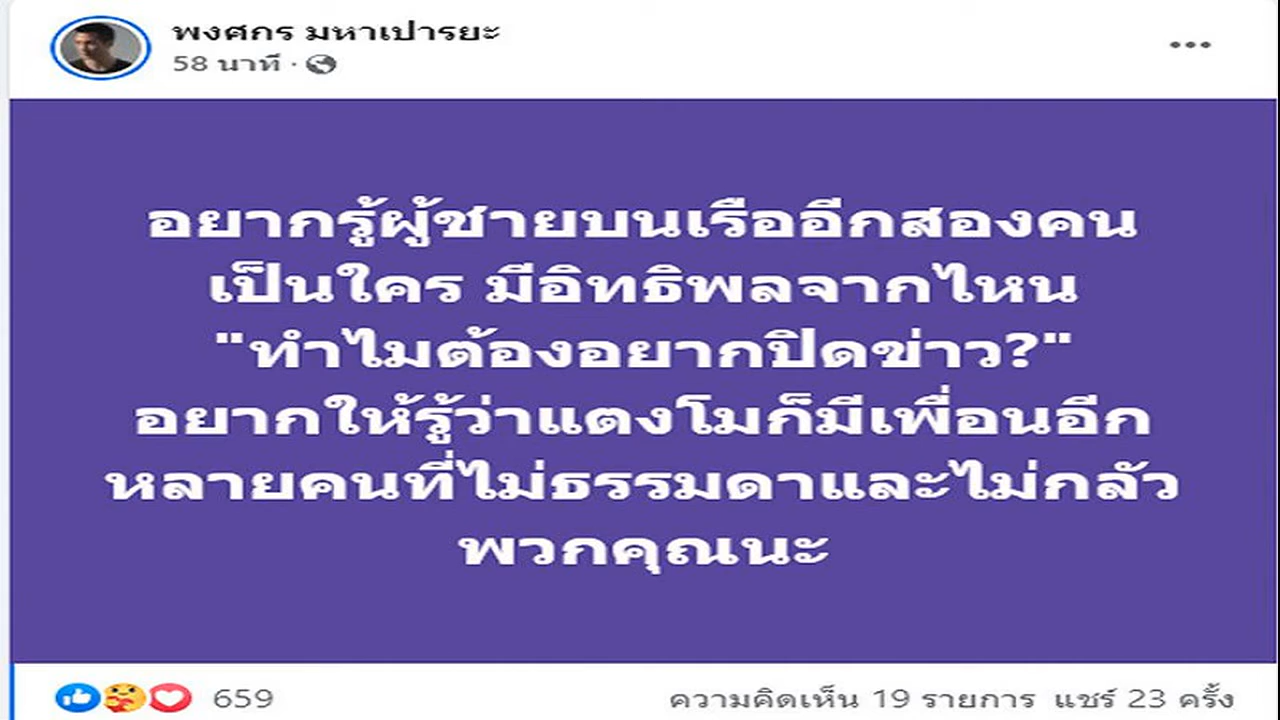 พงศกร มหาเปารยะ
58 นาที ·
อยากรู้ผู้ชายบนเรืออีกสองคน
เป็นใคร มีอิทธิพลจากไหน
"ทำไมต้องอยากปิดข่าว?"
อยากให้รู้ว่าแตงโมก็มีเพื่อนอีก
หลายคนที่ไม่ธรรมดาและไม่กลัว
พวกคุณนะ
659 ความคิดเห็น 19 รายการ แชร์ 23 ครั้ง